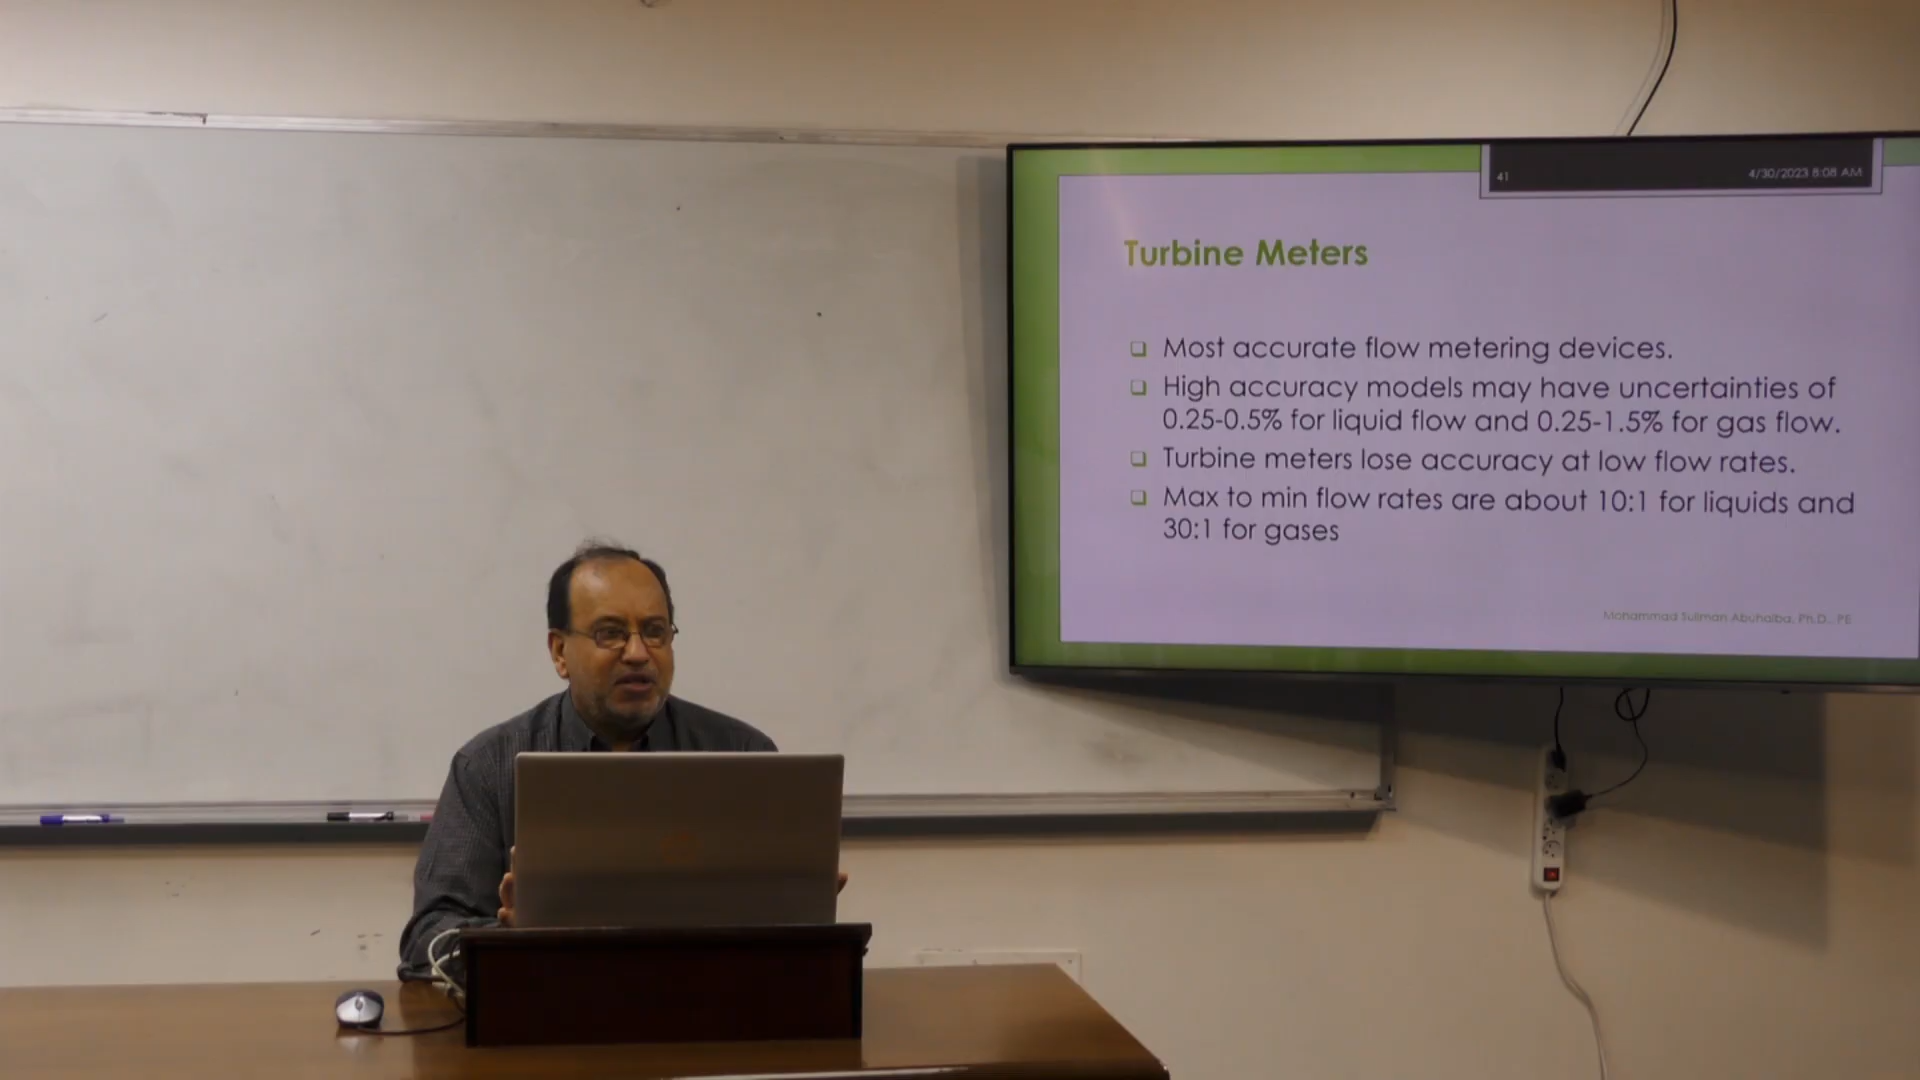 41
4/30/2023 8:08 AM
Turbine Meters
Most accurate flow metering devices.
High accuracy models may have uncertainties of
0.25-0.5% for liquid flow and 0.25-1.5% for gas flow.
Turbine meters lose accuracy at low flow rates.
Max to min flow rates are about 10:1 for liquids and
30:1 for gases
Mohammad Suliman Abuhaiba, Ph.D., PE